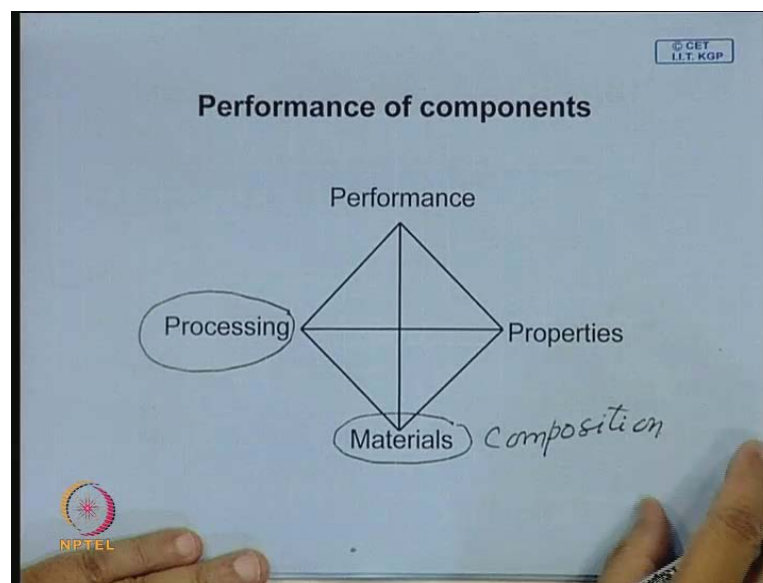 © CET
I.I.T. KGP
Performance of components
Performance
Processing
Properties
Materials Composition
NPTEL